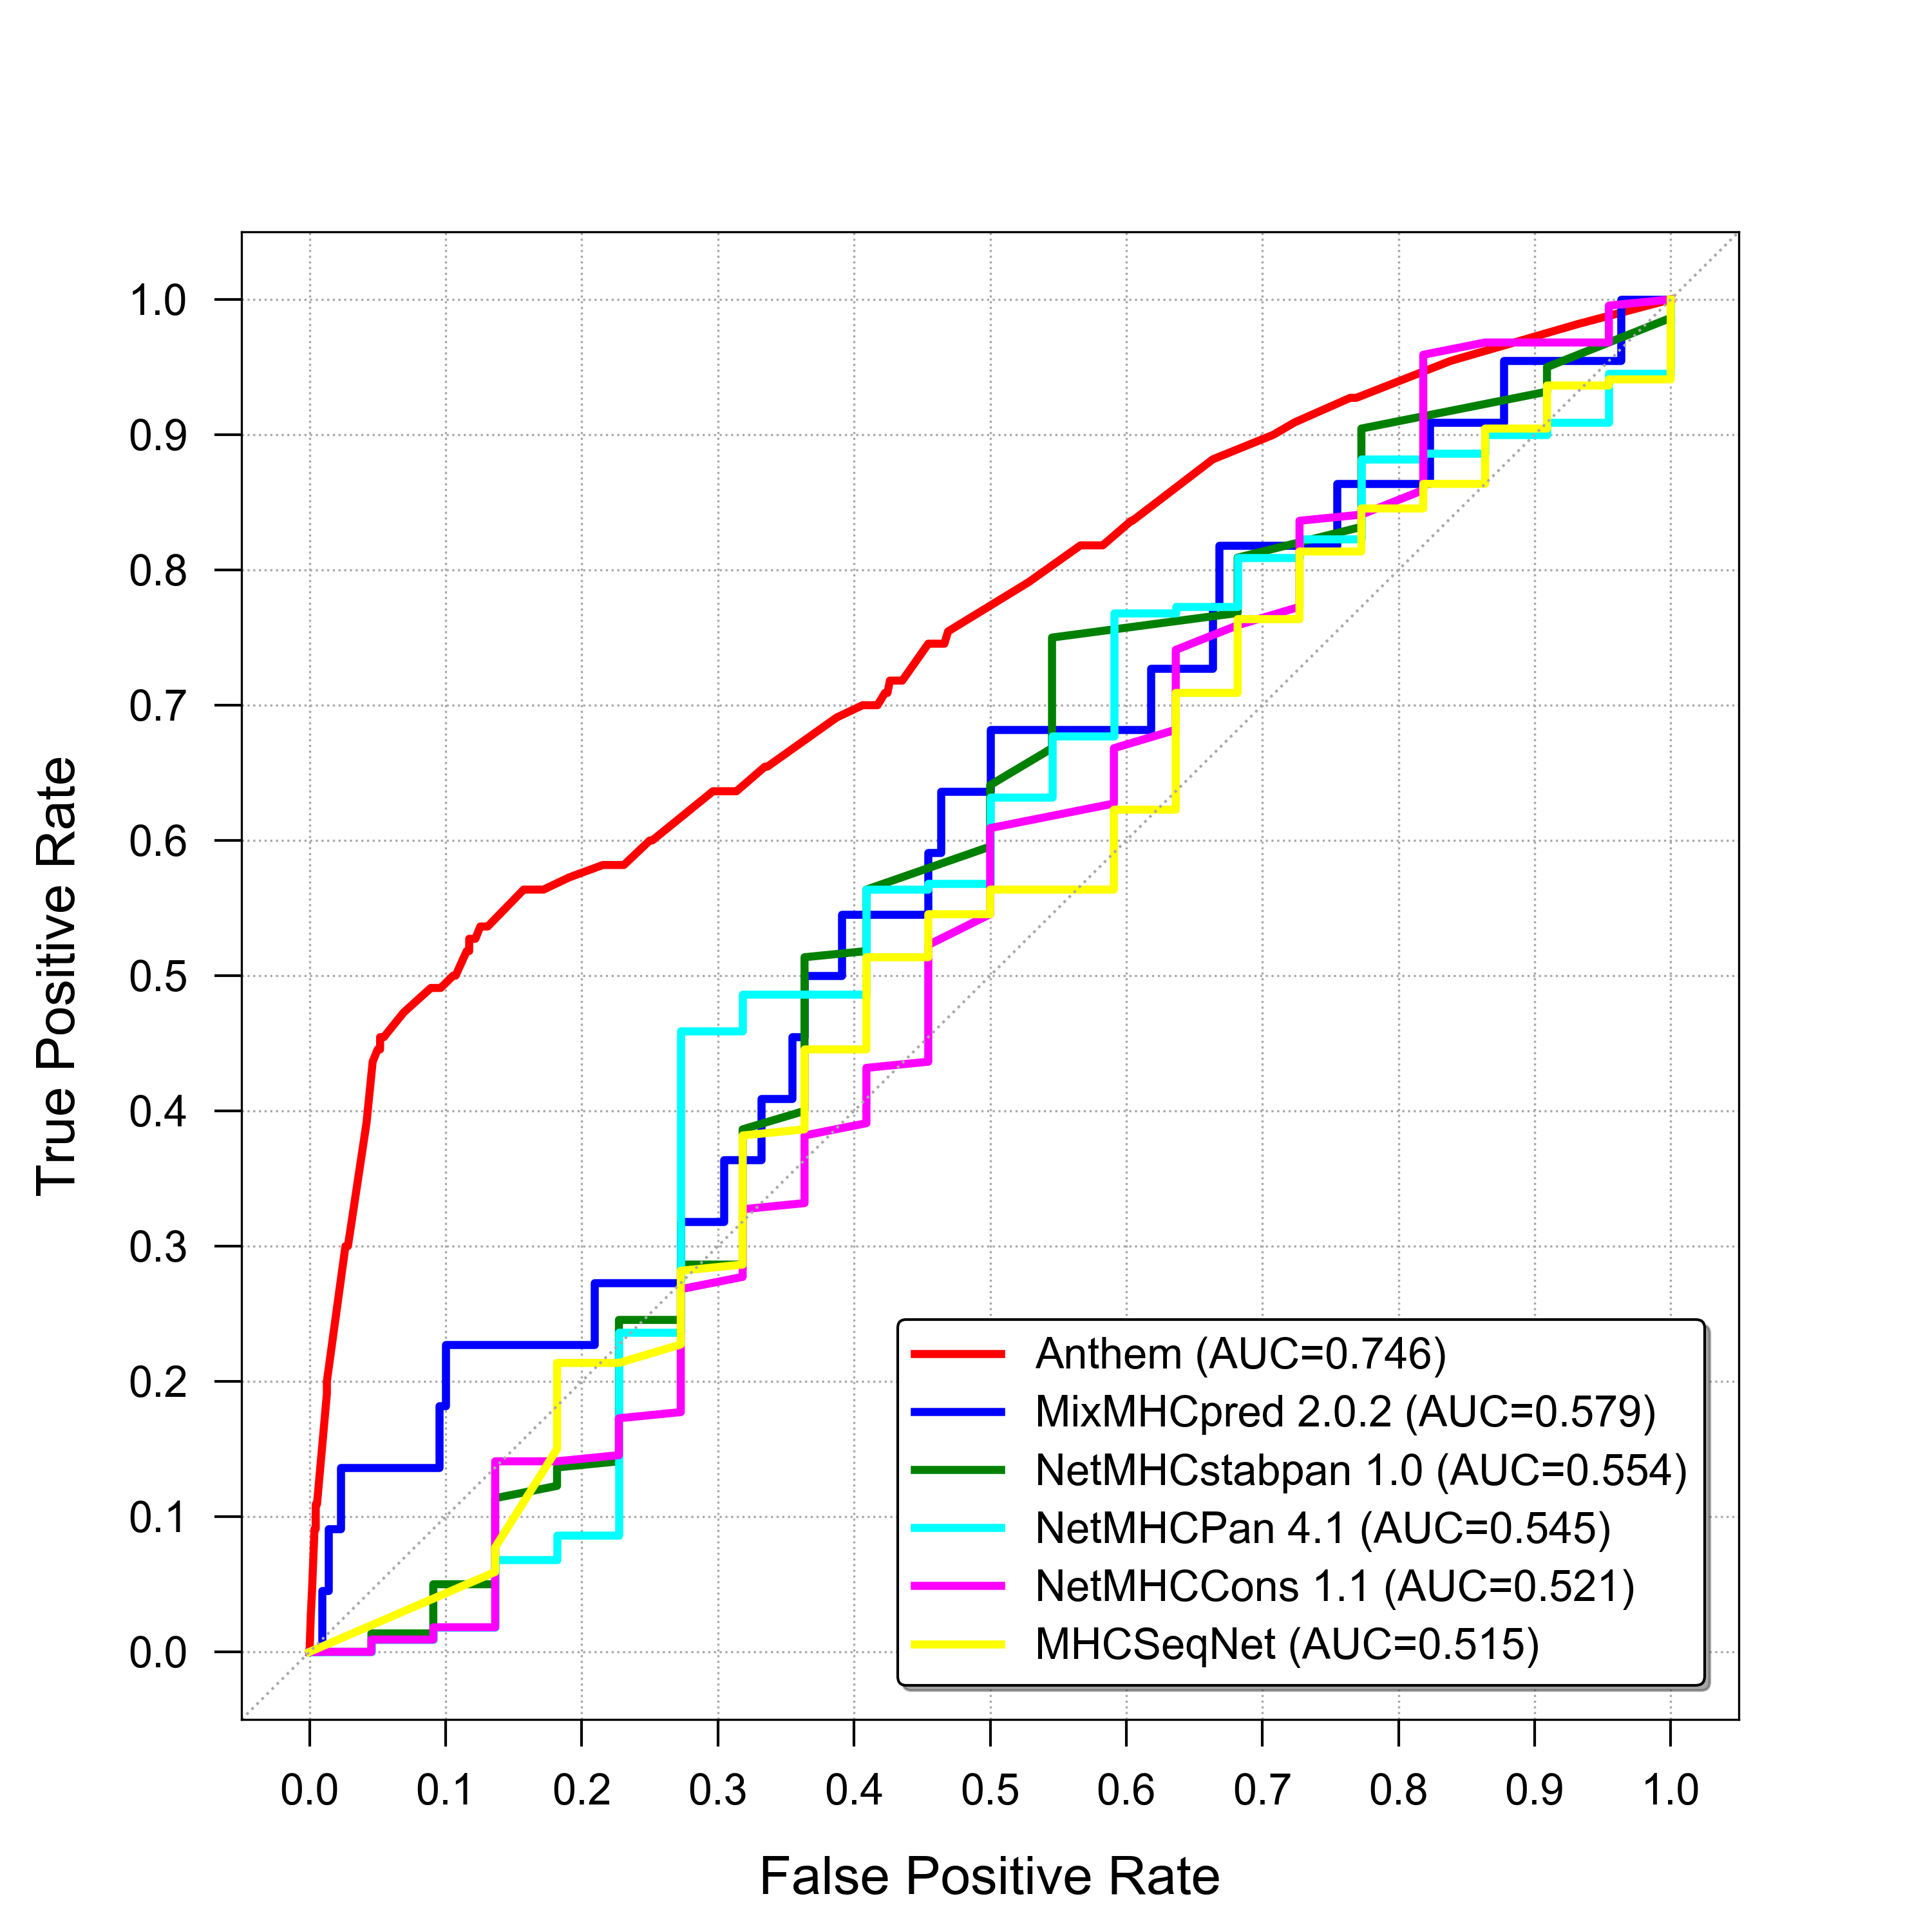 1.0
0.9
0.8
0.7
0.6
0.5
0.4
0.3
0.2
0.1
0.0
True Positive Rate
Anthem (AUC=0.746)
MixMHCpred 2.0.2 (AUC=0.579)
NetMHCstabpan 1.0 (AUC=0.554)
NetMHCPan 4.1 (AUC=0.545)
NetMHCCons 1.1 (AUC=0.521)
MHCSeqNet (AUC=0.515)
0.0 0.1 0.2 0.3 0.4 0.5 0.6 0.7 0.8 0.9 1.0
False Positive Rate